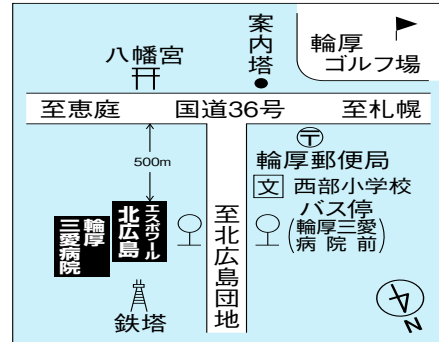 案内塔
輪厚
ゴルフ場
八幡宮
至恵庭 国道36号 至札幌
500m
〒
輪厚郵便局
文 西部小学校
バス停
(輪厚三愛
病院前)
至北広島団地
エスポワール
北広島
輪厚
三愛病院
鉄塔
N